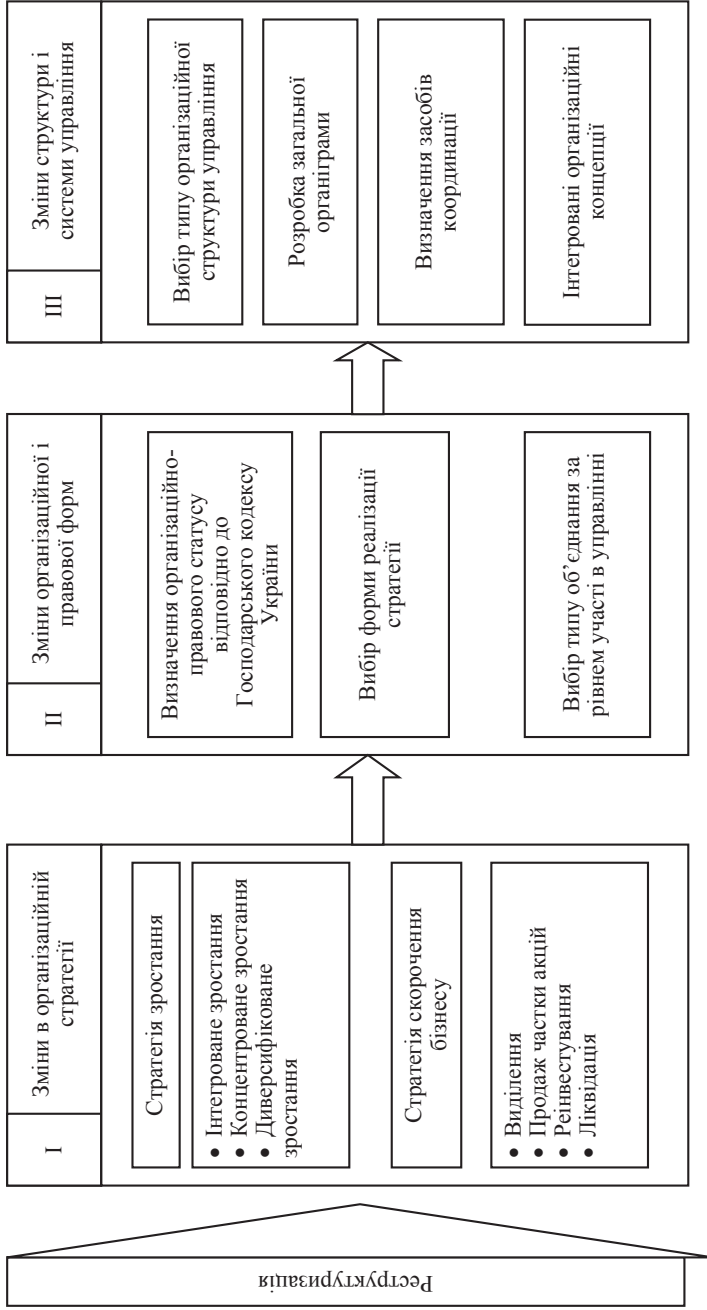 Реструктуризація
I
Зміни в організаційній
стратегії
Стратегія зростання
• Інтегроване зростання
• Концентроване зростання
• Диверсифіковане
зростання
Стратегія скорочення
бізнесу
• Виділення
• Продаж частки акцій
• Реінвестування
• Ліквідація
II
Зміни організаційної і
правової форм
Визначення організаційно-
правового статусу
відповідно до
Господарського кодексу
України
Вибір форми реалізації
стратегії
Вибір типу об’єднання за
рівнем участі в управлінні
III
Зміни структури і
системи управління
Вибір типу організаційної
структури управління
Розробка загальної
органіграми
Визначення засобів
координації
Інтегровані організаційні
концепції